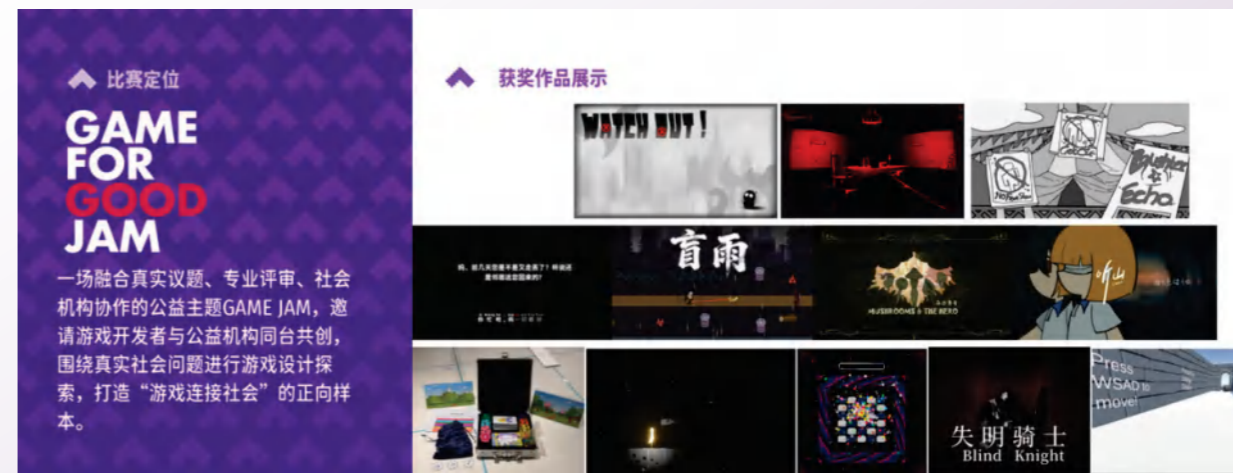 比赛定位
GAME
FOR
GOOD
JAM
一场融合真实议题、专业评审、社会
机构协作的公益主题GAME JAM，邀
请游戏开发者与公益机构同台共创，
围绕真实社会问题进行游戏设计探
索，打造“游戏连接社会”的正向样
本。
获奖作品展示
WATCH OUT!
Echo
盲雨
MUSHROOMS & THE HERO
听山
失明骑士
Blind Knight
Press
WSAD to
move!